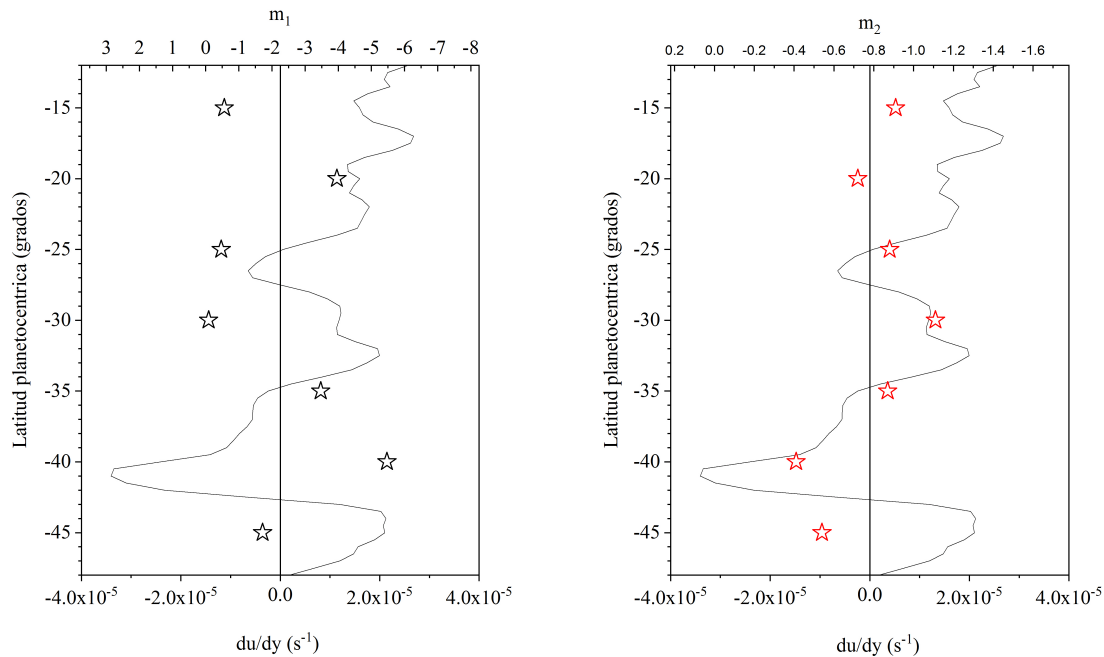 m1
3 2 1 0 -1 -2 -3 -4 -5 -6 -7 -8
Latitud planetocentrica (grados)
-15
-20
-25
-30
-35
-40
-45
-4.0x10-5 -2.0x10-5 0.0 2.0x10-5 4.0x10-5
du/dy (s-1)
m2
0.2 0.0 -0.2 -0.4 -0.6 -0.8 -1.0 -1.2 -1.4 -1.6
Latitud planetocentrica (grados)
-15
-20
-25
-30
-35
-40
-45
-4.0x10-5 -2.0x10-5 0.0 2.0x10-5 4.0x10-5
du/dy (s-1)